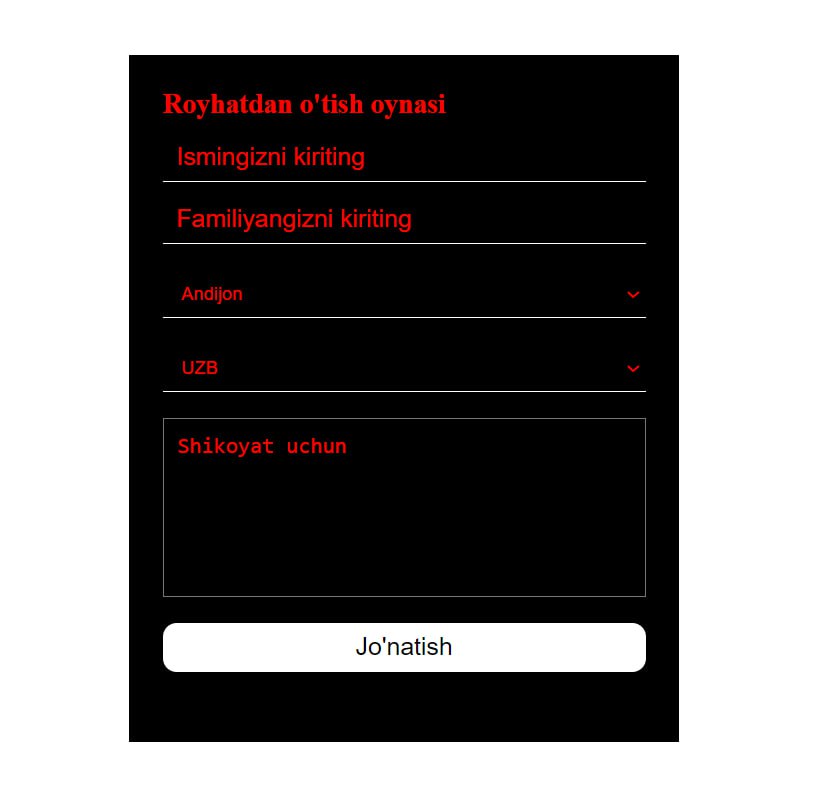 Royhatdan o'tish oynasi
Ismingizni kiriting
Familiyangizni kiriting
Andijon
UZB
Shikoyat uchun
Jo'natish